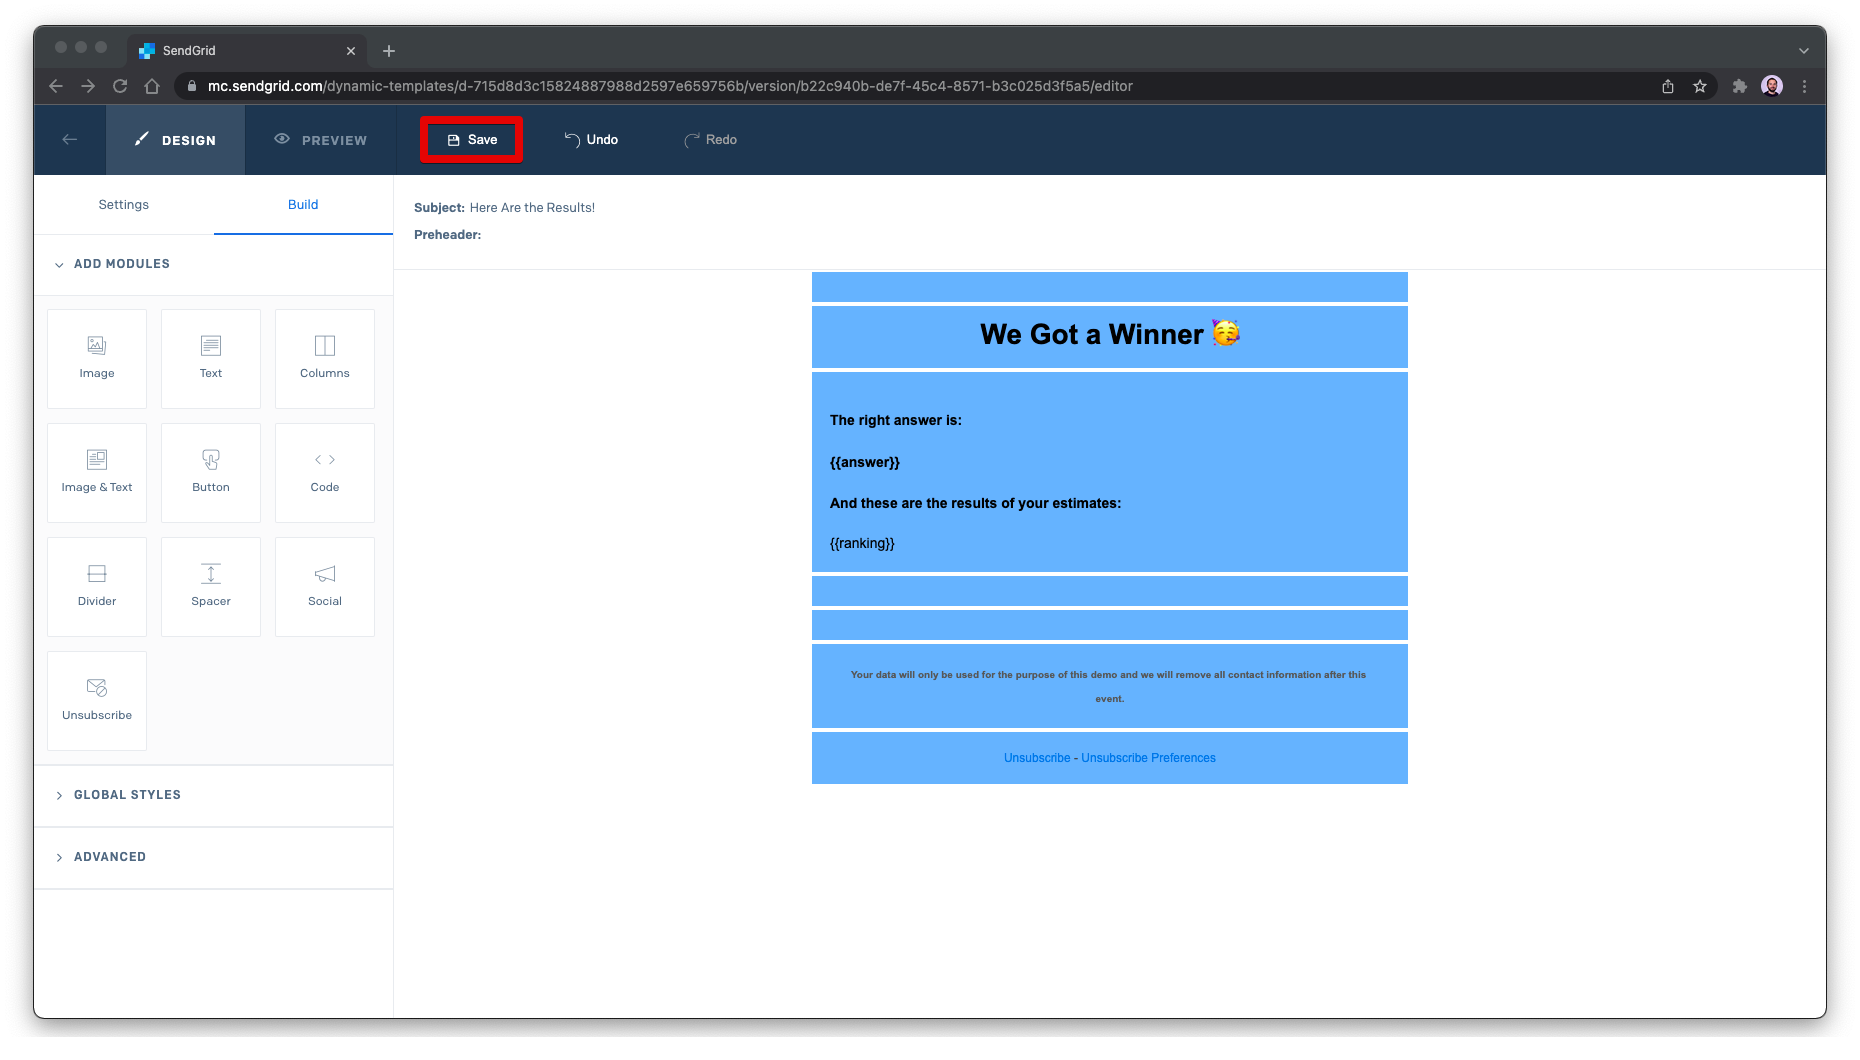 SendGrid
mc.sendgrid.com/dynamic-templates/d-715d8d3c15824887988d2597e659756b/version/b22c940b-de7f-45c4-8571-b3c025d3f5a5/editor
DESIGN
PREVIEW
Save
Undo
Redo
Settings
Build
Subject: Here Are the Results!
Preheader:
ADD MODULES
Image
Text
Columns
Image & Text
Button
Code
Divider
Spacer
Social
Unsubscribe
GLOBAL STYLES
ADVANCED
We Got a Winner 🥳
The right answer is:
{{answer}}
And these are the results of your estimates:
{{ranking}}
Your data will only be used for the purpose of this demo and we will remove all contact information after this
event.
Unsubscribe - Unsubscribe Preferences